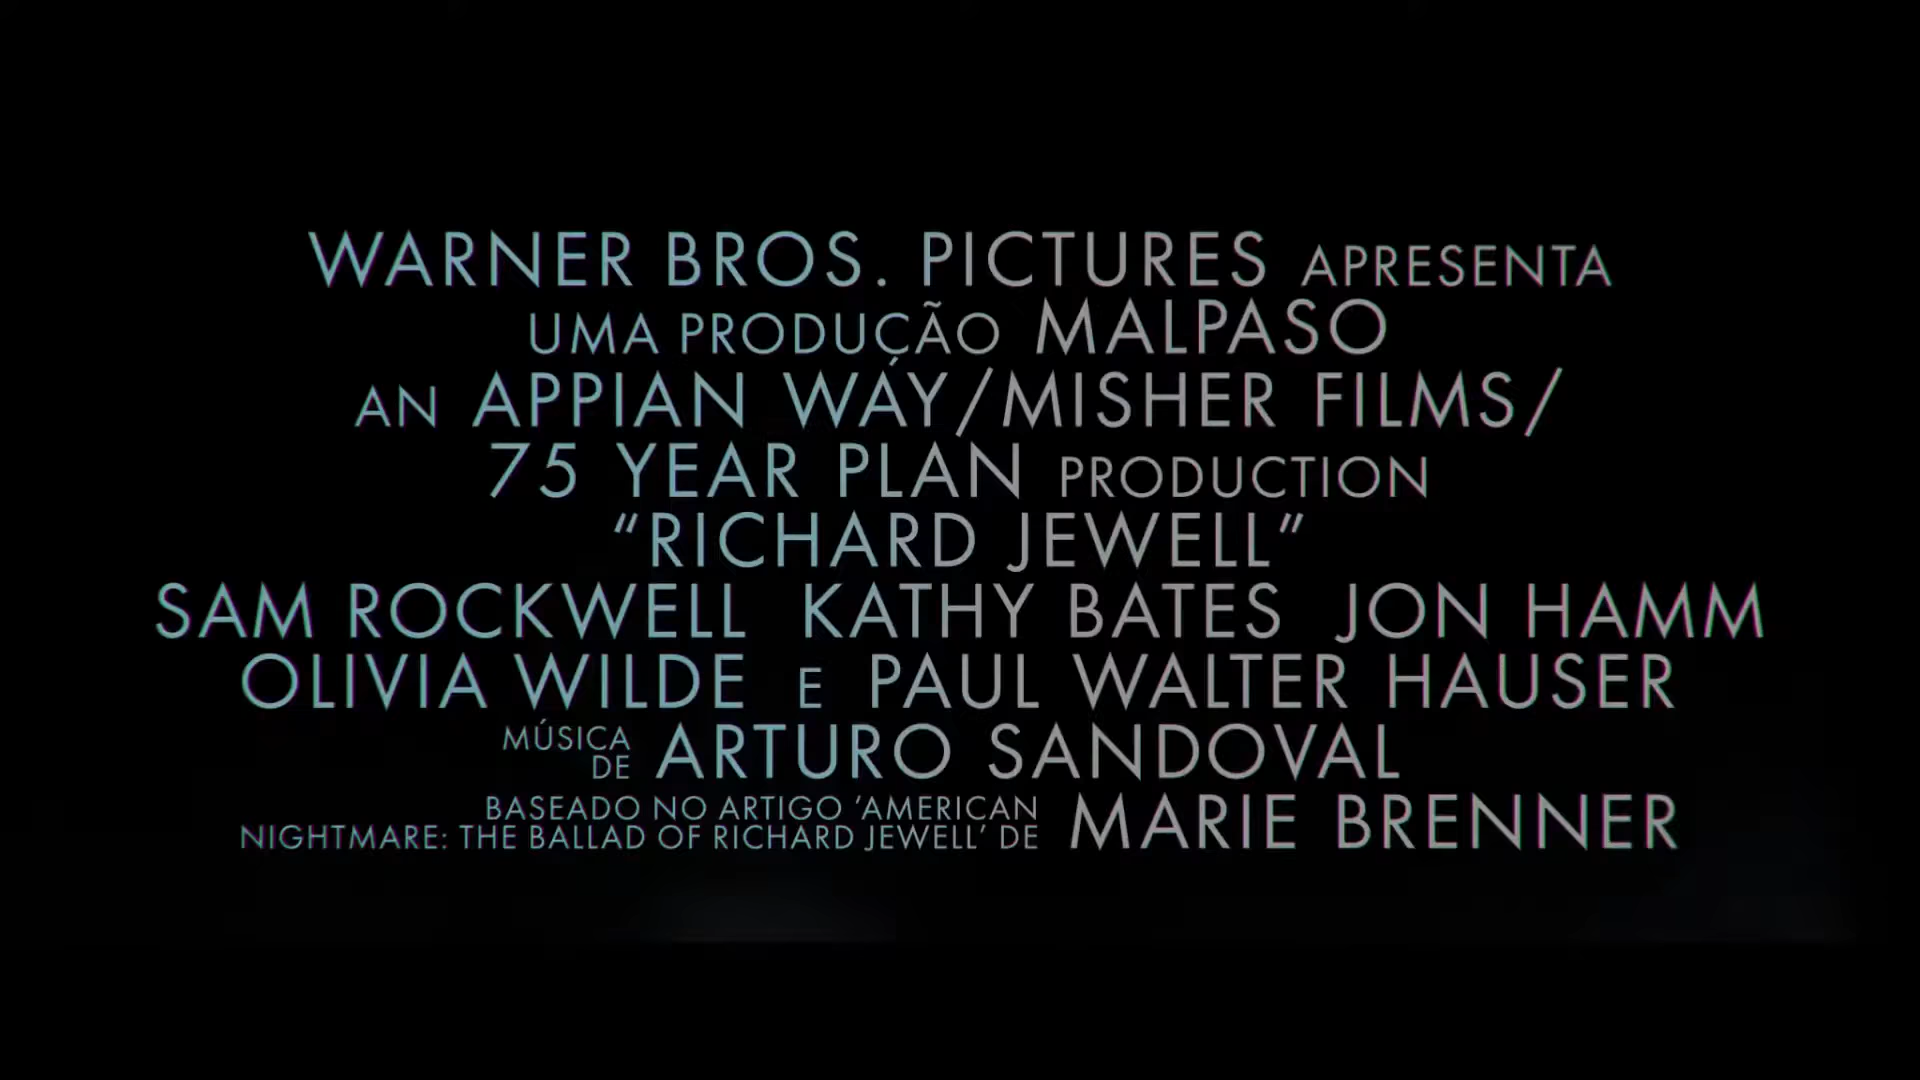 WARNER BROS. PICTURES APRESENTA
UMA PRODUÇÃO MALPASO
AN APPIAN WAY/MISHER FILMS/
75 YEAR PLAN PRODUCTION
“RICHARD JEWELL”
SAM ROCKWELL KATHY BATES JON HAMM
OLIVIA WILDE E PAUL WALTER HAUSER
MÚSICA DE ARTURO SANDOVAL
BASEADO NO ARTIGO ‘AMERICAN
NIGHTMARE: THE BALLAD OF RICHARD JEWELL’ DE MARIE BRENNER